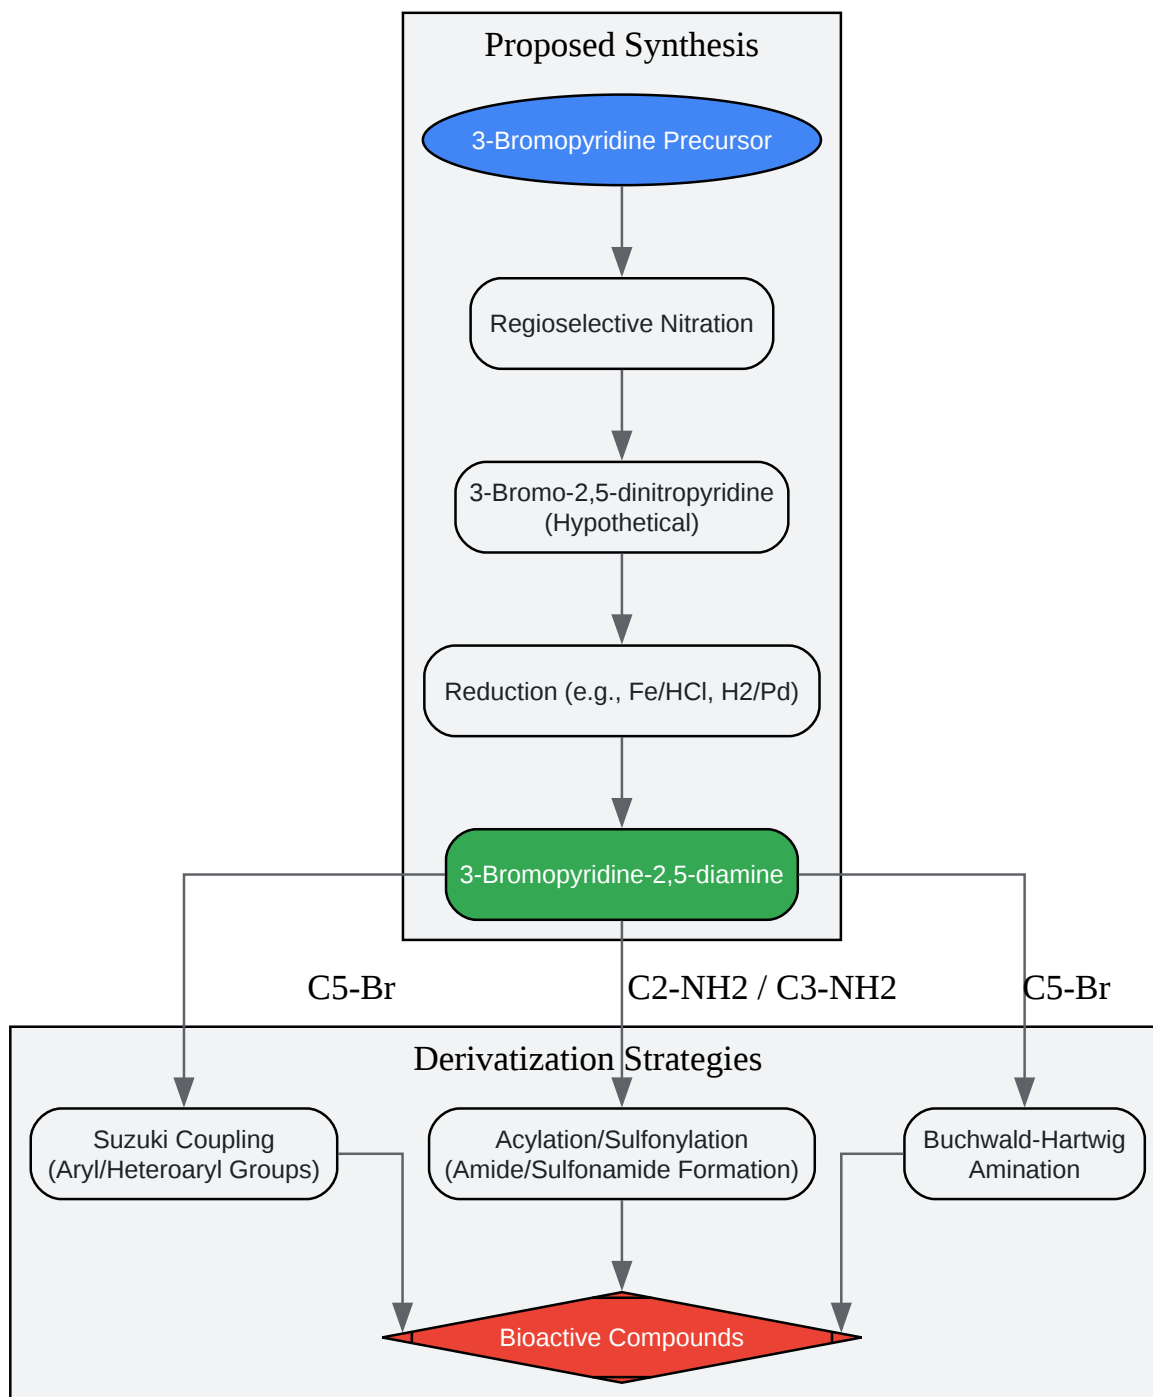 Proposed Synthesis
3-Bromopyridine Precursor
Regioselective Nitration
3-Bromo-2,5-dinitropyridine
(Hypothetical)
Reduction (e.g., Fe/HCl, H2/Pd)
3-Bromopyridine-2,5-diamine
C5-Br
C2-NH2 / C3-NH2
C5-Br
Derivatization Strategies
Suzuki Coupling
(Aryl/Heteroaryl Groups)
Acylation/Sulfonylation
(Amide/Sulfonamide Formation)
Buchwald-Hartwig
Amination
Bioactive Compounds